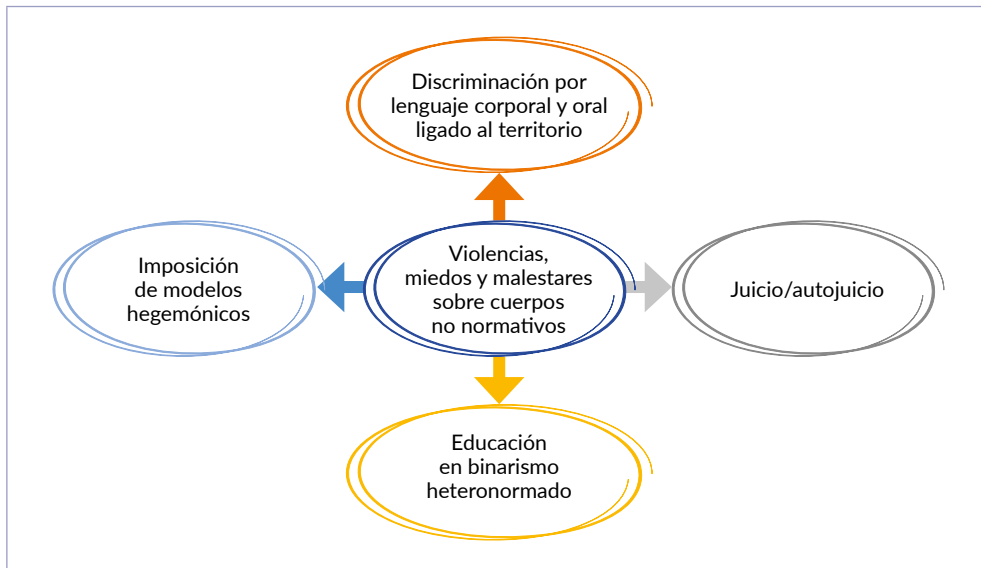 Discriminación por
lenguaje corporal y oral
ligado al territorio
Imposición
de modelos
hegemónicos
Violencias,
miedos y malestares
sobre cuerpos
no normativos
Juicio/autojuicio
Educación
en binarismo
heteronormado